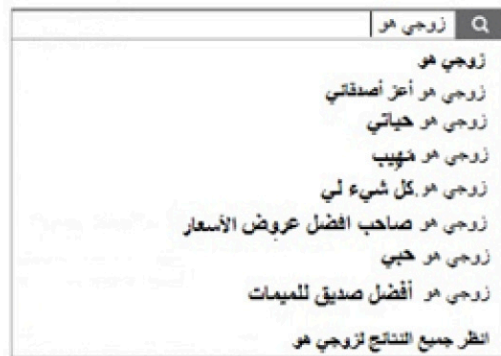 زوجي هو
زوجي هو
زوجي هو أعز أصدقائي
زوجي هو حياتي
زوجي هو مَهِيب
زوجي هو كل شيء لي
زوجي هو صاحب افضل عروض الأسعار
زوجي هو حبي
زوجي هو أفضل صديق للميمات
انظر جميع النتائج لزوجي هو